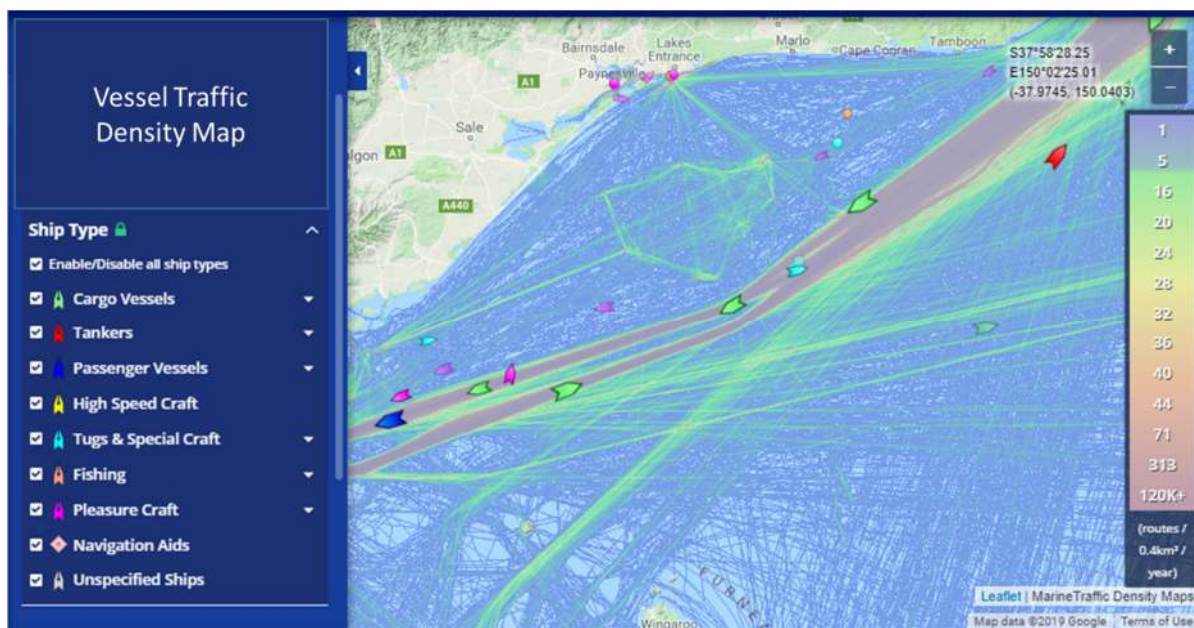 Vessel Traffic
Density Map
Ship Type
Enable/Disable all ship types
Cargo Vessels
Tankers
Passenger Vessels
High Speed Craft
Tugs & Special Craft
Fishing
Pleasure Craft
Navigation Aids
Unspecified Ships
Bairnsdale
Lakes
Entrance
Marlo
Cape Conran
Tamboon
Paynesville
A1
Sale
A1
algon
A440
S37°58'28.25
E150°02'25.01
(-37.9745, 150.0403)
+
−
1
5
16
20
24
28
32
36
40
44
71
313
120K+
(routes /
0.4km² /
year)
FURNE
Wingaroo
Leaflet | MarineTraffic Density Maps
Map data ©2019 Google
Terms of Use